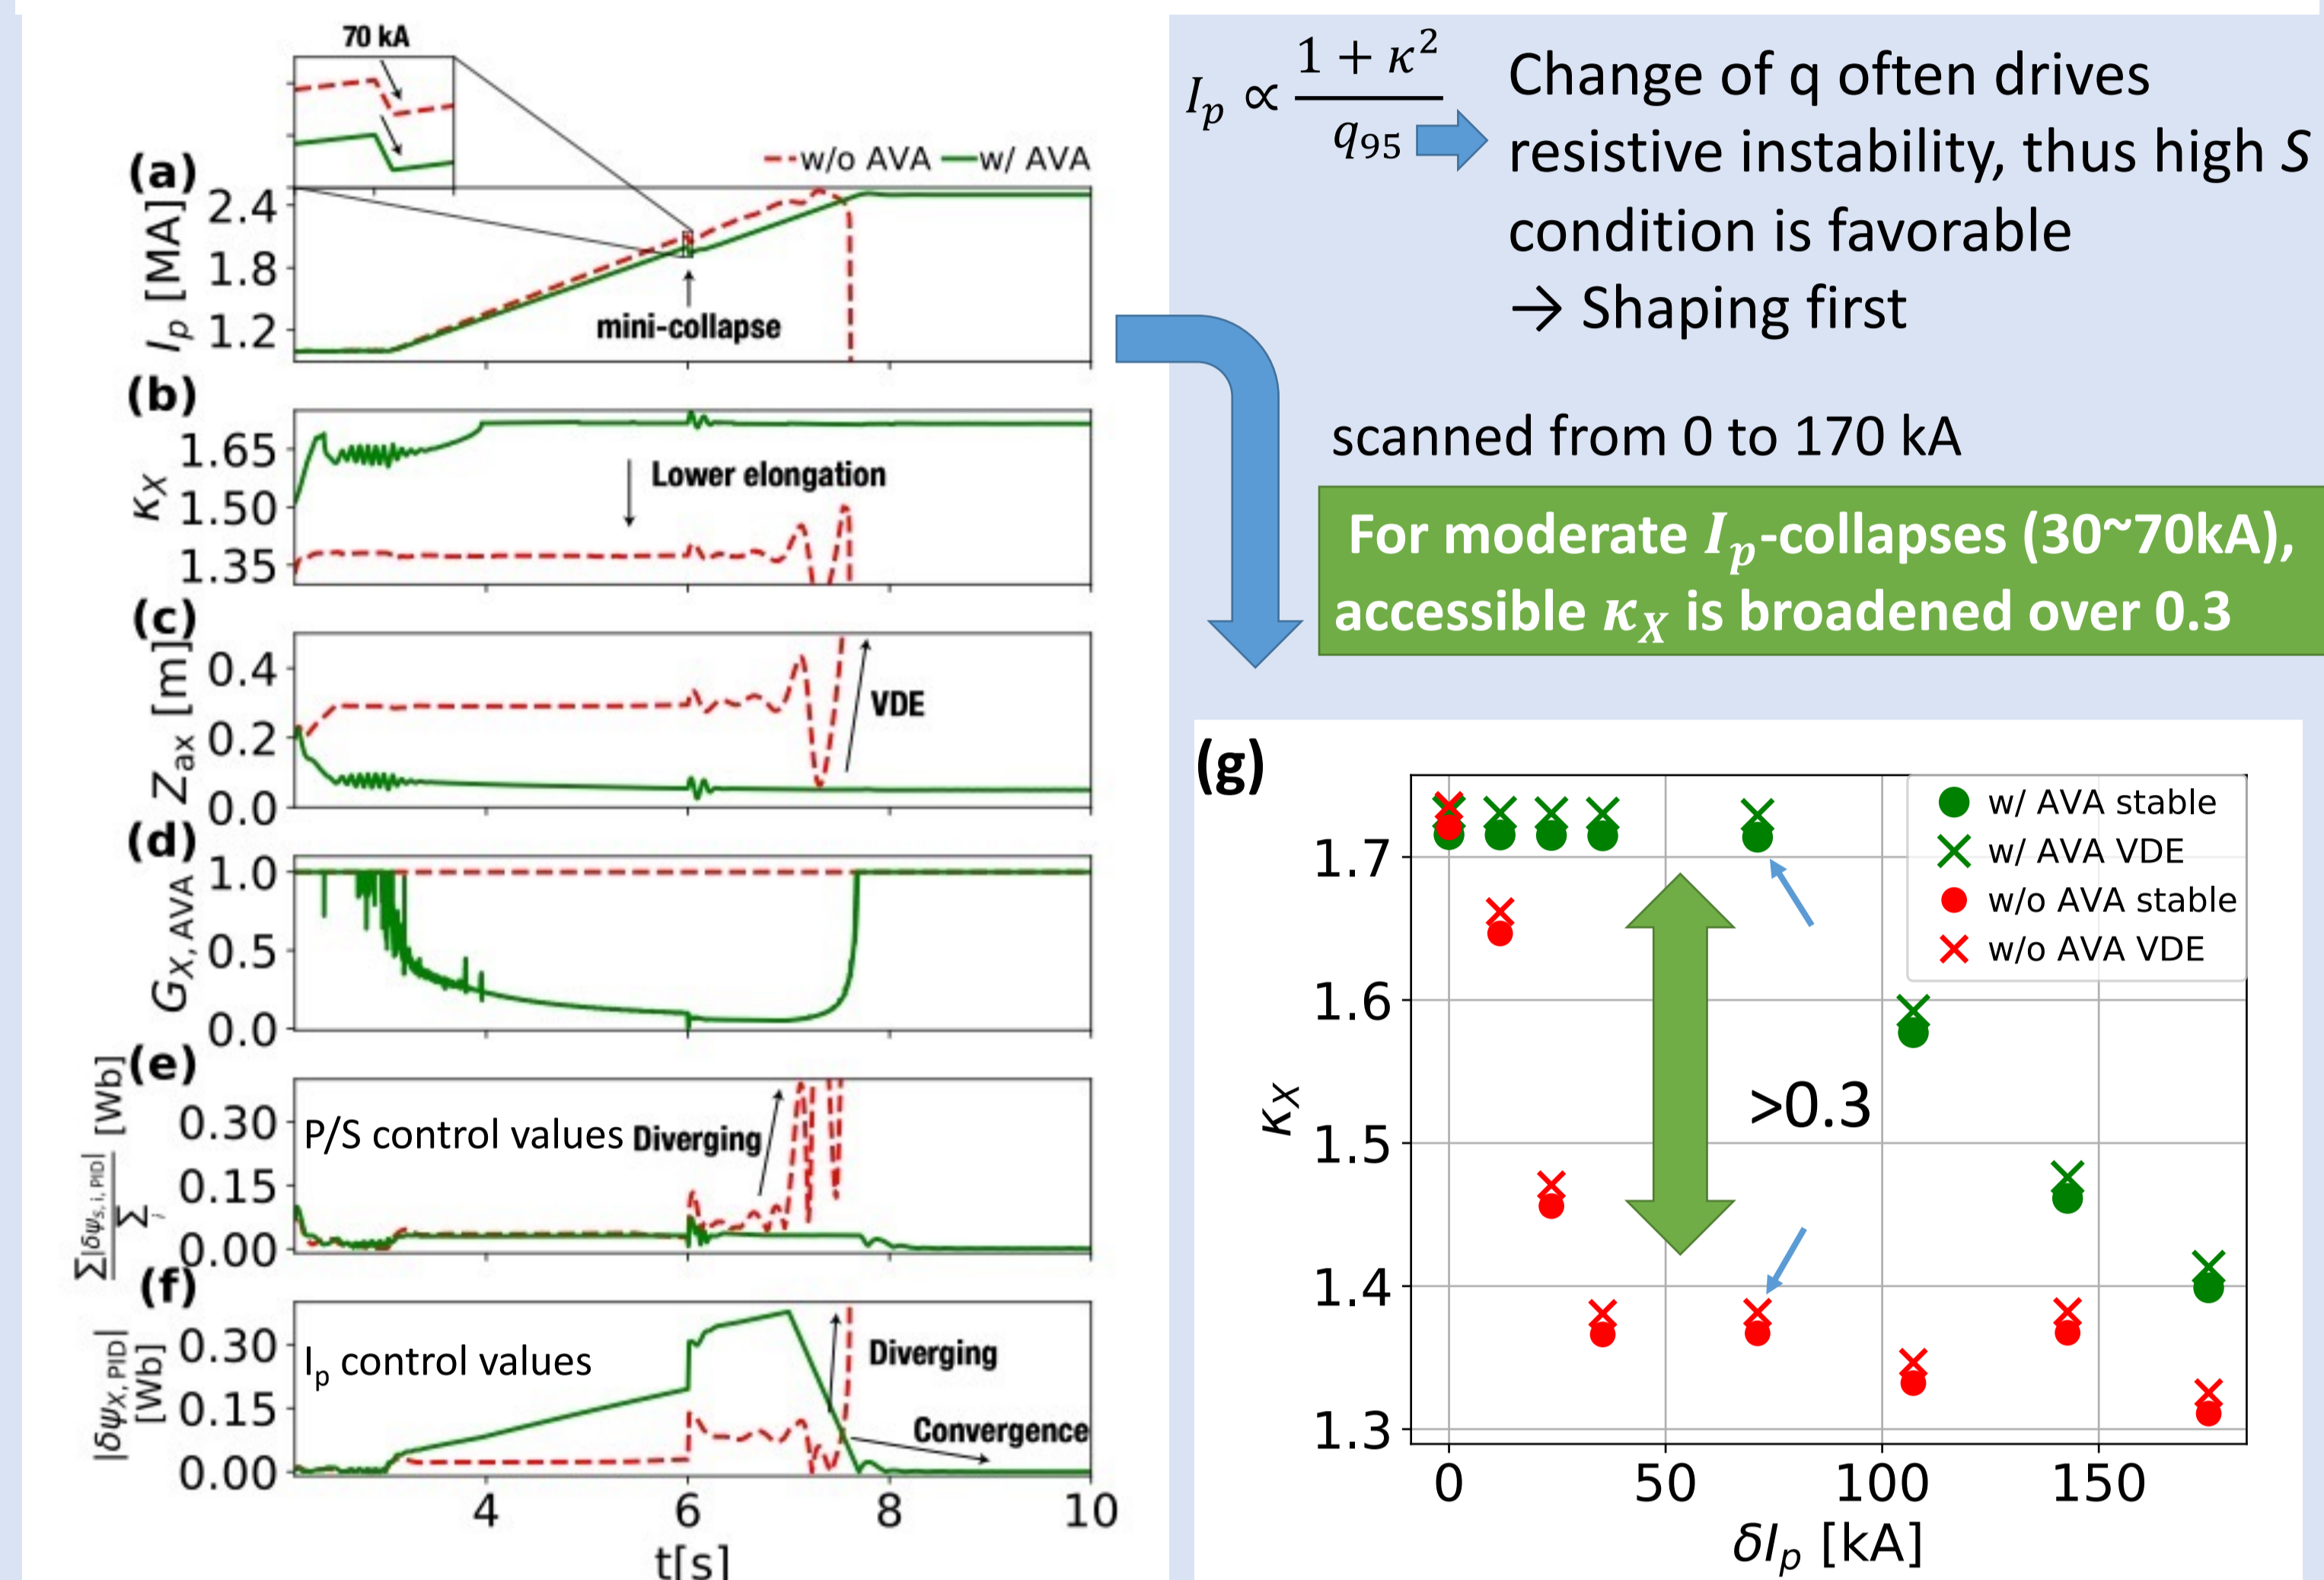 70 kA
(a)
w/o AVA
w/ AVA
2.4
1.8
1.2
I_p [MA]
mini-collapse
(b)
1.65
1.50
1.35
κ_X
Lower elongation
(c)
0.4
0.2
0.0
Z_ax [m]
VDE
(d)
1.0
0.5
0.0
G_X, AVA
(e)
0.30
0.15
0.00
∑|δψ_s, i, PID|
∑_i
[Wb]
P/S control values
Diverging
(f)
0.30
0.15
0.00
|δψ_X, PID|
[Wb]
I_p control values
Diverging
Convergence
4 6 8 10
t[s]
I_p ∝ (1 + κ²) / q_95
Change of q often drives
resistive instability, thus high S
condition is favorable
→ Shaping first
scanned from 0 to 170 kA
For moderate I_p-collapses (30~70kA),
accessible κ_X is broadened over 0.3
(g)
w/ AVA stable
w/ AVA VDE
w/o AVA stable
w/o AVA VDE
1.7
1.6
1.5
1.4
1.3
κ_X
>0.3
0 50 100 150
δI_p [kA]